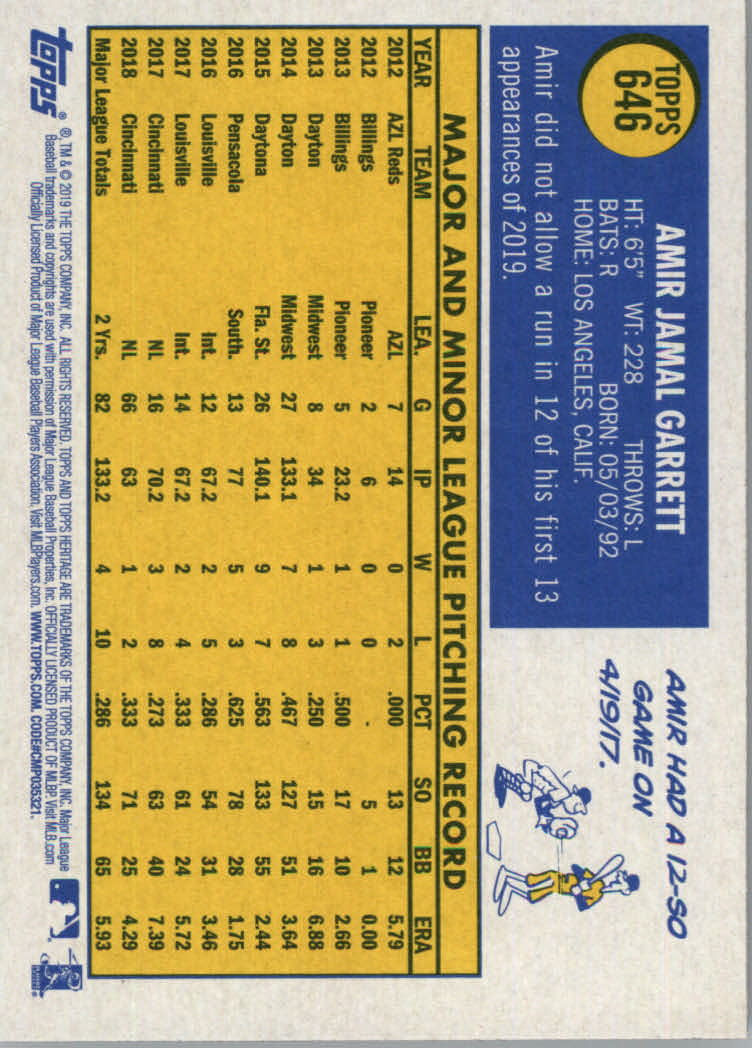 TOPPS
646
AMIR JAMAL GARRETT
HT: 6'5" WT: 228 THROWS: L
BATS: R BORN: 05/03/92
HOME: LOS ANGELES, CALIF.
Amir did not allow a run in 12 of his first 13
appearances of 2019.
AMIR HAD A 12-SO
GAME ON
4/19/17.
MAJOR AND MINOR LEAGUE PITCHING RECORD
YEAR TEAM LEA. G IP W L PCT SO BB ERA
2012 AZL Reds AZL 7 14 0 2 .000 13 12 5.79
2012 Billings Pioneer 2 6 0 0 - 5 1 0.00
2013 Billings Pioneer 5 23.2 1 1 .500 17 10 2.66
2013 Dayton Midwest 8 34 1 3 .250 15 16 6.88
2014 Dayton Midwest 27 133.1 7 8 .467 127 51 3.64
2015 Daytona Fla. St. 26 140.1 9 7 .563 133 55 2.44
2016 Pensacola South. 13 77 5 3 .625 78 28 1.75
2016 Louisville Int. 12 67.2 2 5 .286 54 31 3.46
2017 Louisville Int. 14 67.2 2 4 .333 61 24 5.72
2017 Cincinnati NL 16 70.2 3 8 .273 63 40 7.39
2018 Cincinnati NL 66 63 1 2 .333 71 25 4.29
Major League Totals 2 Yrs. 82 133.2 4 10 .286 134 65 5.93
topps®
®, TM & © 2019 THE TOPPS COMPANY, INC. ALL RIGHTS RESERVED. TOPPS AND TOPPS HERITAGE ARE TRADEMARKS OF THE TOPPS COMPANY, INC. Major League
Baseball trademarks and copyrights are used with permission of Major League Baseball Properties, Inc. OFFICIALLY LICENSED PRODUCT OF MLBP. Visit MLB.com
Officially Licensed Product of Major League Baseball Players Association. Visit MLBPlayers.com. WWW.TOPPS.COM. CODE#CMP035321.